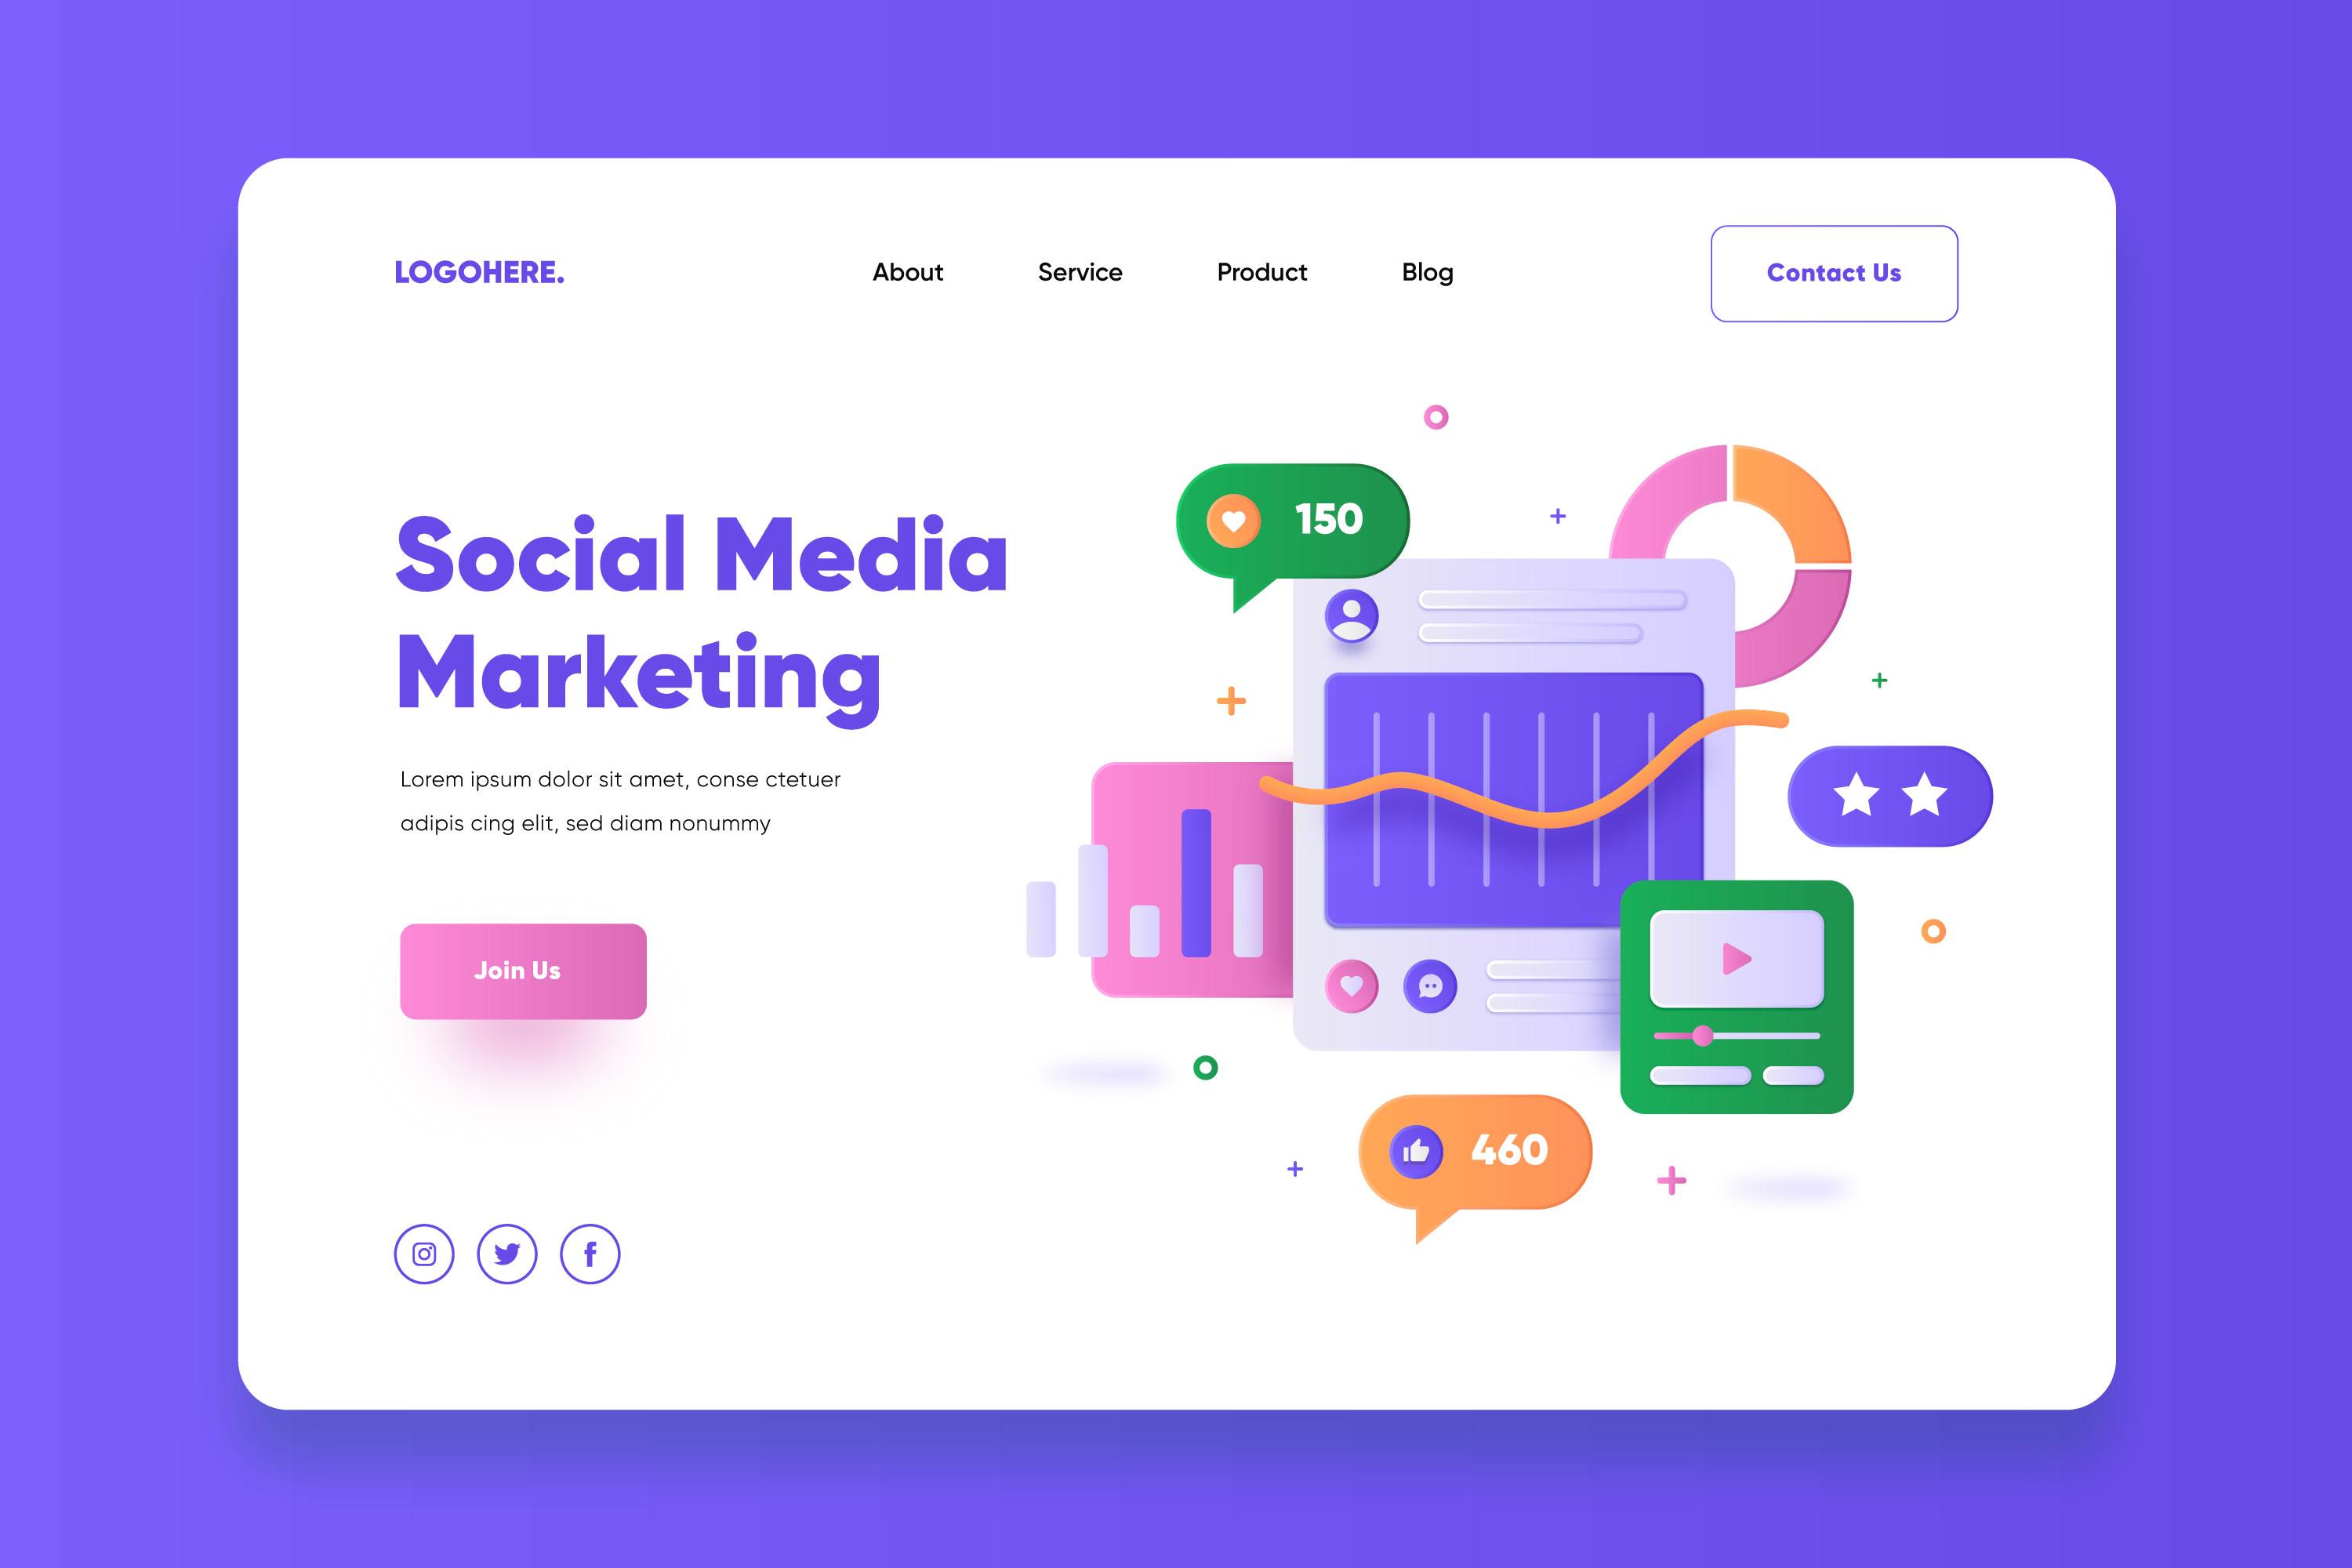 LOGOHERE.
About
Service
Product
Blog
Contact Us
Social Media
Marketing
Lorem ipsum dolor sit amet, conse ctetuer
adipis cing elit, sed diam nonummy
Join Us
150
460